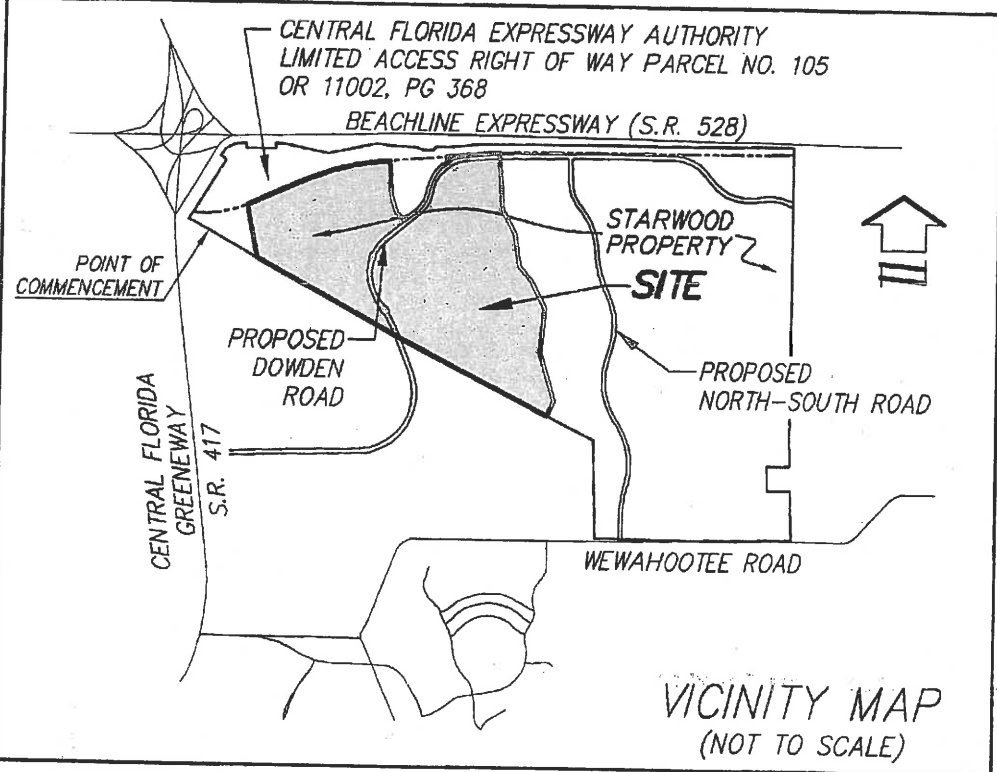 CENTRAL FLORIDA EXPRESSWAY AUTHORITY
LIMITED ACCESS RIGHT OF WAY PARCEL NO. 105
OR 11002, PG 368
BEACHLINE EXPRESSWAY (S.R. 528)
STARWOOD
PROPERTY
SITE
POINT OF
COMMENCEMENT
PROPOSED
DOWDEN
ROAD
PROPOSED
NORTH-SOUTH ROAD
CENTRAL FLORIDA
GREENEWAY
S.R. 417
WEWAHOOTEE ROAD
VICINITY MAP
(NOT TO SCALE)